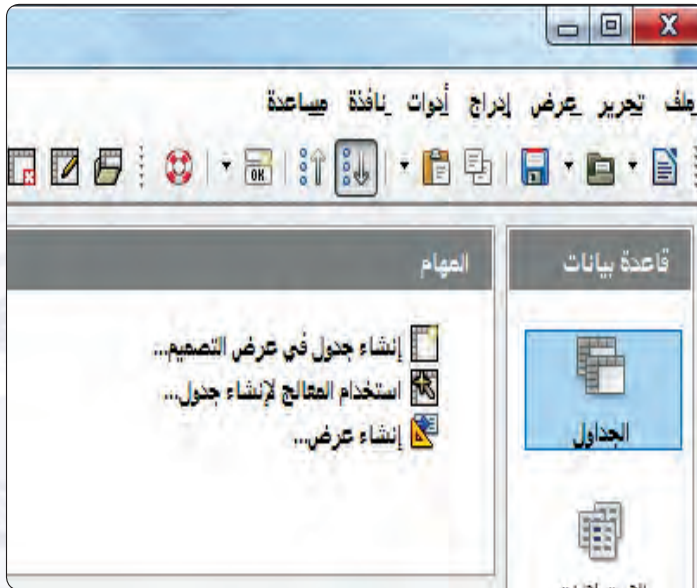 ملف تحرير عرض إدراج أدوات نافذة مساعدة
OK
قاعدة بيانات
المهام
إنشاء جدول في عرض التصميم...
استخدام المعالج لإنشاء جدول...
إنشاء عرض...
الجداول